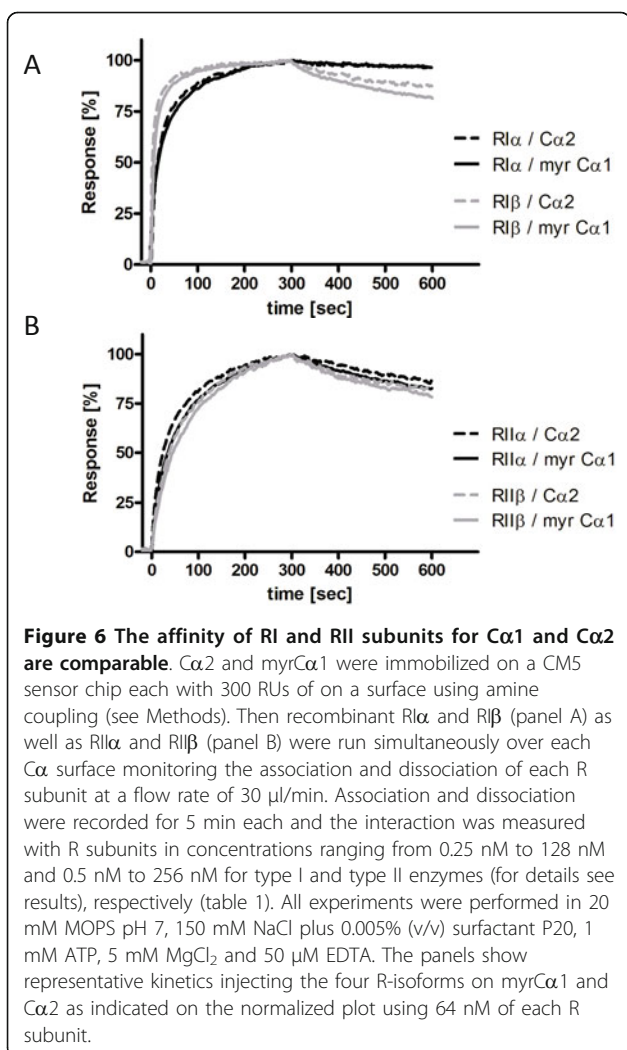 A
100
75
50
25
0
Response [%]
0 100 200 300 400 500 600
time [sec]
RIα / Cα2
RIα / myr Cα1
RIβ / Cα2
RIβ / myr Cα1
B
100
75
50
25
0
Response [%]
0 100 200 300 400 500 600
time [sec]
RIIα / Cα2
RIIα / myr Cα1
RIIβ / Cα2
RIIβ / myr Cα1
Figure 6 The affinity of RI and RII subunits for Cα1 and Cα2
are comparable. Cα2 and myrCα1 were immobilized on a CM5
sensor chip each with 300 RUs of on a surface using amine
coupling (see Methods). Then recombinant RIα and RIβ (panel A) as
well as RIIα and RIIβ (panel B) were run simultaneously over each
Cα surface monitoring the association and dissociation of each R
subunit at a flow rate of 30 μl/min. Association and dissociation
were recorded for 5 min each and the interaction was measured
with R subunits in concentrations ranging from 0.25 nM to 128 nM
and 0.5 nM to 256 nM for type I and type II enzymes (for details see
results), respectively (table 1). All experiments were performed in 20
mM MOPS pH 7, 150 mM NaCl plus 0.005% (v/v) surfactant P20, 1
mM ATP, 5 mM MgCl₂ and 50 μM EDTA. The panels show
representative kinetics injecting the four R-isoforms on myrCα1 and
Cα2 as indicated on the normalized plot using 64 nM of each R
subunit.